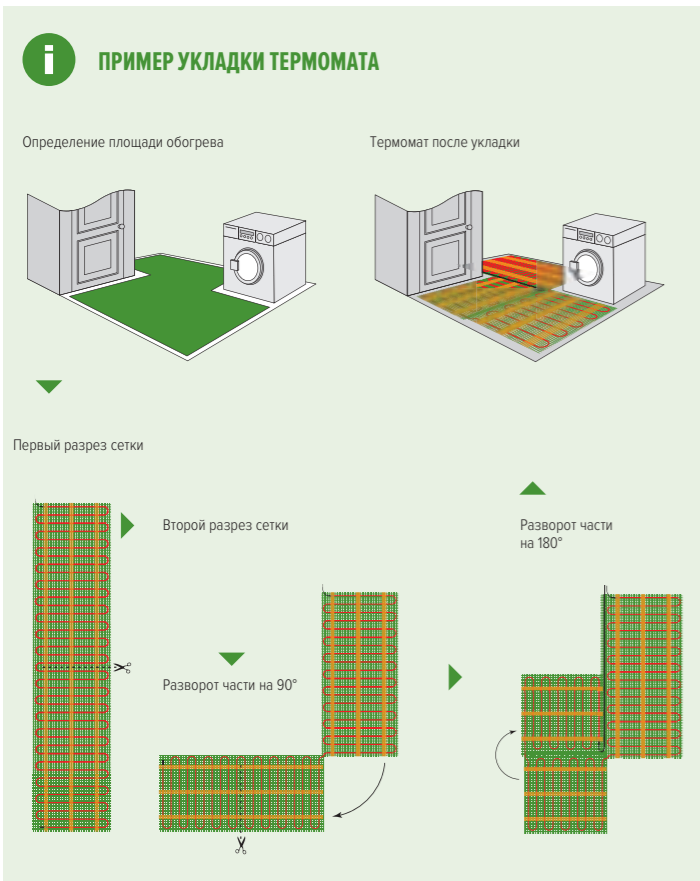 ПРИМЕР УКЛАДКИ ТЕРМОМАТА
Определение площади обогрева
Термомат после укладки
Первый разрез сетки
Второй разрез сетки
Разворот части
на 180°
Разворот части на 90°